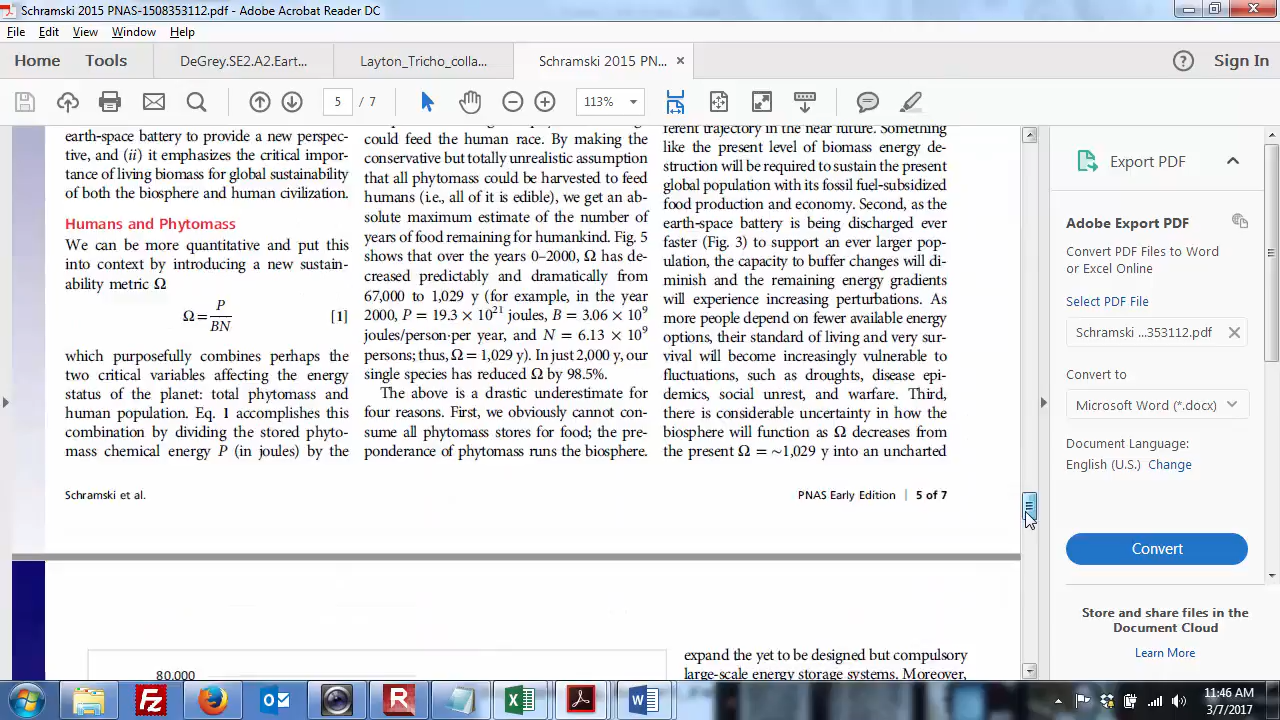 Schramski 2015 PNAS-1508353112.pdf - Adobe Acrobat Reader DC
File Edit View Window Help
Home Tools DeGrey.SE2.A2.Eart... Layton_Tricho_colla... Schramski 2015 PN... × Sign In
5 / 7 113%
earth-space battery to provide a new perspec-
tive, and (ii) it emphasizes the critical impor-
tance of living biomass for global sustainability
of both the biosphere and human civilization.
Humans and Phytomass
We can be more quantitative and put this
into context by introducing a new sustain-
ability metric Ω
Ω = P / BN [1]
which purposefully combines perhaps the
two critical variables affecting the energy
status of the planet: total phytomass and
human population. Eq. 1 accomplishes this
combination by dividing the stored phyto-
mass chemical energy P (in joules) by the
could feed the human race. By making the
conservative but totally unrealistic assumption
that all phytomass could be harvested to feed
humans (i.e., all of it is edible), we get an ab-
solute maximum estimate of the number of
years of food remaining for humankind. Fig. 5
shows that over the years 0–2000, Ω has de-
creased predictably and dramatically from
67,000 to 1,029 y (for example, in the year
2000, P = 19.3 × 10²¹ joules, B = 3.06 × 10⁹
joules/person·per year, and N = 6.13 × 10⁹
persons; thus, Ω = 1,029 y). In just 2,000 y, our
single species has reduced Ω by 98.5%.
The above is a drastic underestimate for
four reasons. First, we obviously cannot con-
sume all phytomass stores for food; the pre-
ponderance of phytomass runs the biosphere.
ferent trajectory in the near future. Something
like the present level of biomass energy de-
struction will be required to sustain the present
global population with its fossil fuel-subsidized
food production and economy. Second, as the
earth-space battery is being discharged ever
faster (Fig. 3) to support an ever larger pop-
ulation, the capacity to buffer changes will di-
minish and the remaining energy gradients
will experience increasing perturbations. As
more people depend on fewer available energy
options, their standard of living and very sur-
vival will become increasingly vulnerable to
fluctuations, such as droughts, disease epi-
demics, social unrest, and warfare. Third,
there is considerable uncertainty in how the
biosphere will function as Ω decreases from
the present Ω = ~1,029 y into an uncharted
Schramski et al. PNAS Early Edition | 5 of 7
80,000
expand the yet to be designed but compulsory
large-scale energy storage systems. Moreover,
Export PDF
Adobe Export PDF
Convert PDF Files to Word
or Excel Online
Select PDF File
Schramski ...353112.pdf ×
Convert to
Microsoft Word (*.docx)
Document Language:
English (U.S.) Change
Convert
Store and share files in the
Document Cloud
Learn More
11:46 AM
3/7/2017